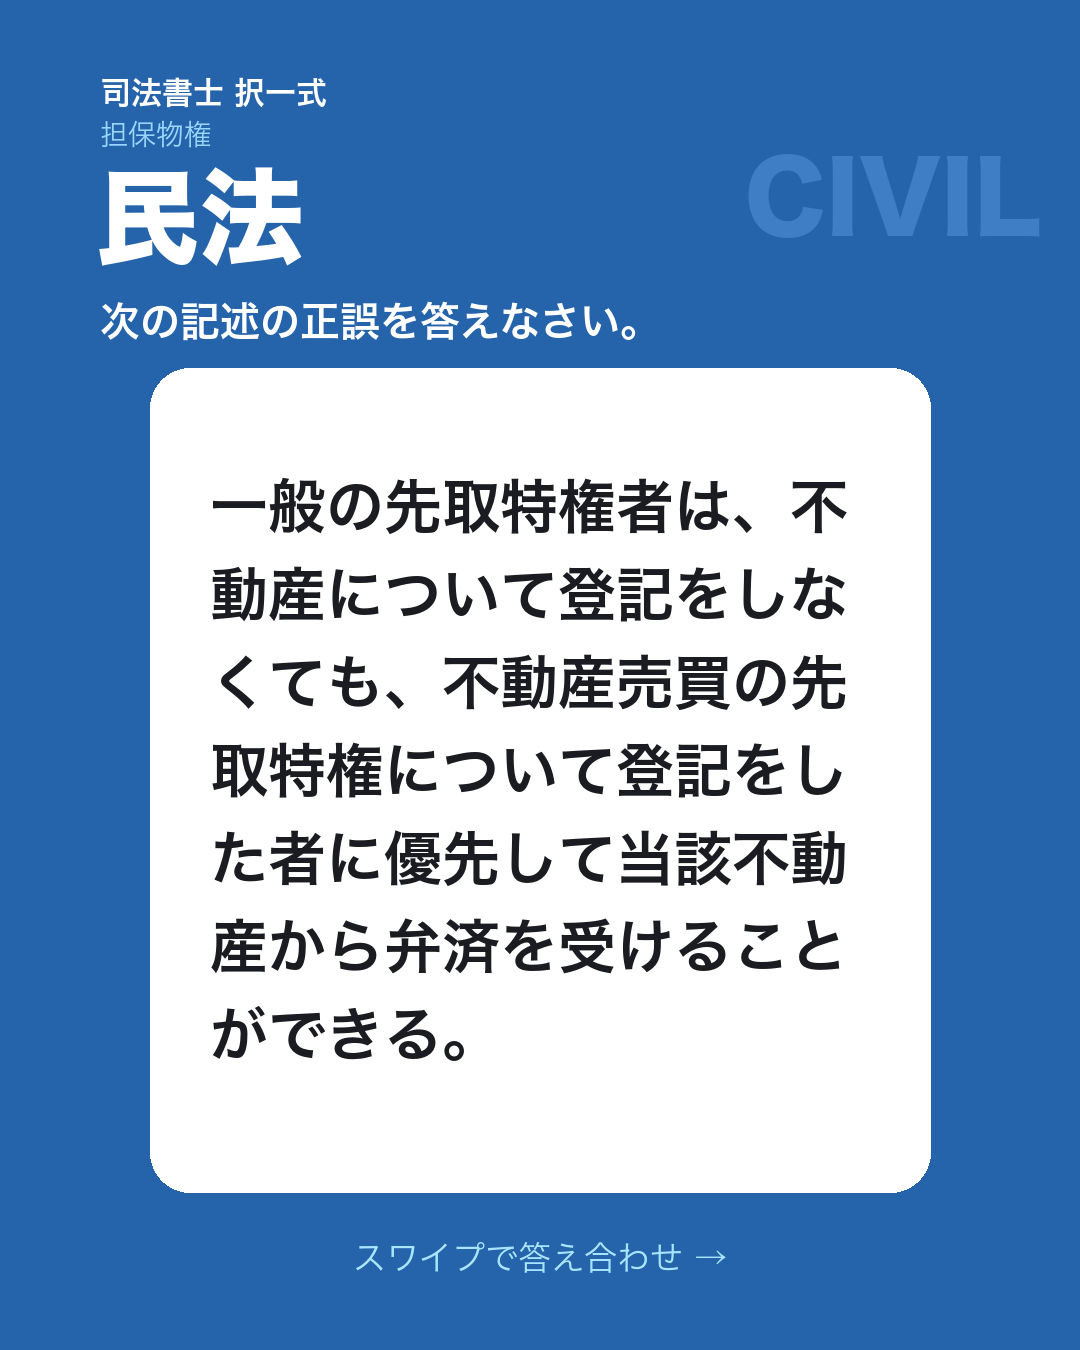 司法書士 択一式
担保物権
民法
CIVIL
次の記述の正誤を答えなさい。
一般の先取特権者は、不
動産について登記をしな
くても、不動産売買の先
取特権について登記をし
た者に優先して当該不動
産から弁済を受けること
ができる。
スワイプで答え合わせ →